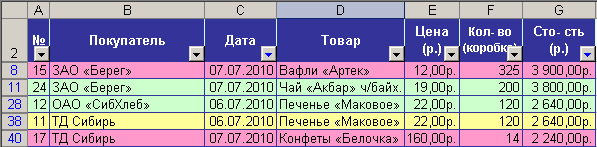 A B C D E F G
2 № Покупатель Дата Товар Цена (р.) Кол- во (коробка) Сто- сть (р.)
8 15 ЗАО «Берег» 07.07.2010 Вафли «Артек» 12,00р. 325 3 900,00р.
11 24 ЗАО «Берег» 07.07.2010 Чай «Акбар» ч/байх. 19,00р. 200 3 800,00р.
28 12 ОАО «СибХлеб» 06.07.2010 Печенье «Маковое» 22,00р. 120 2 640,00р.
38 11 ТД Сибирь 06.07.2010 Печенье «Маковое» 22,00р. 120 2 640,00р.
40 17 ТД Сибирь 07.07.2010 Конфеты «Белочка» 160,00р. 14 2 240,00р.